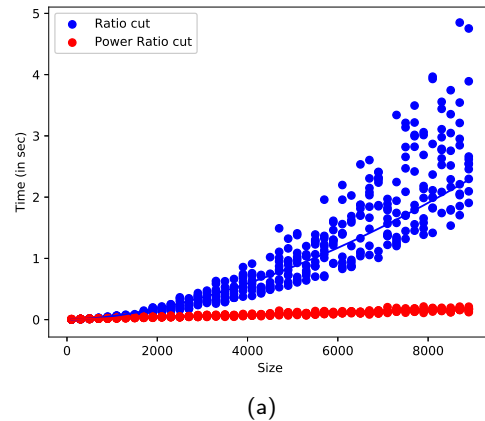 Ratio cut
Power Ratio cut
Time (in sec)
5
4
3
2
1
0
0 2000 4000 6000 8000
Size
(a)